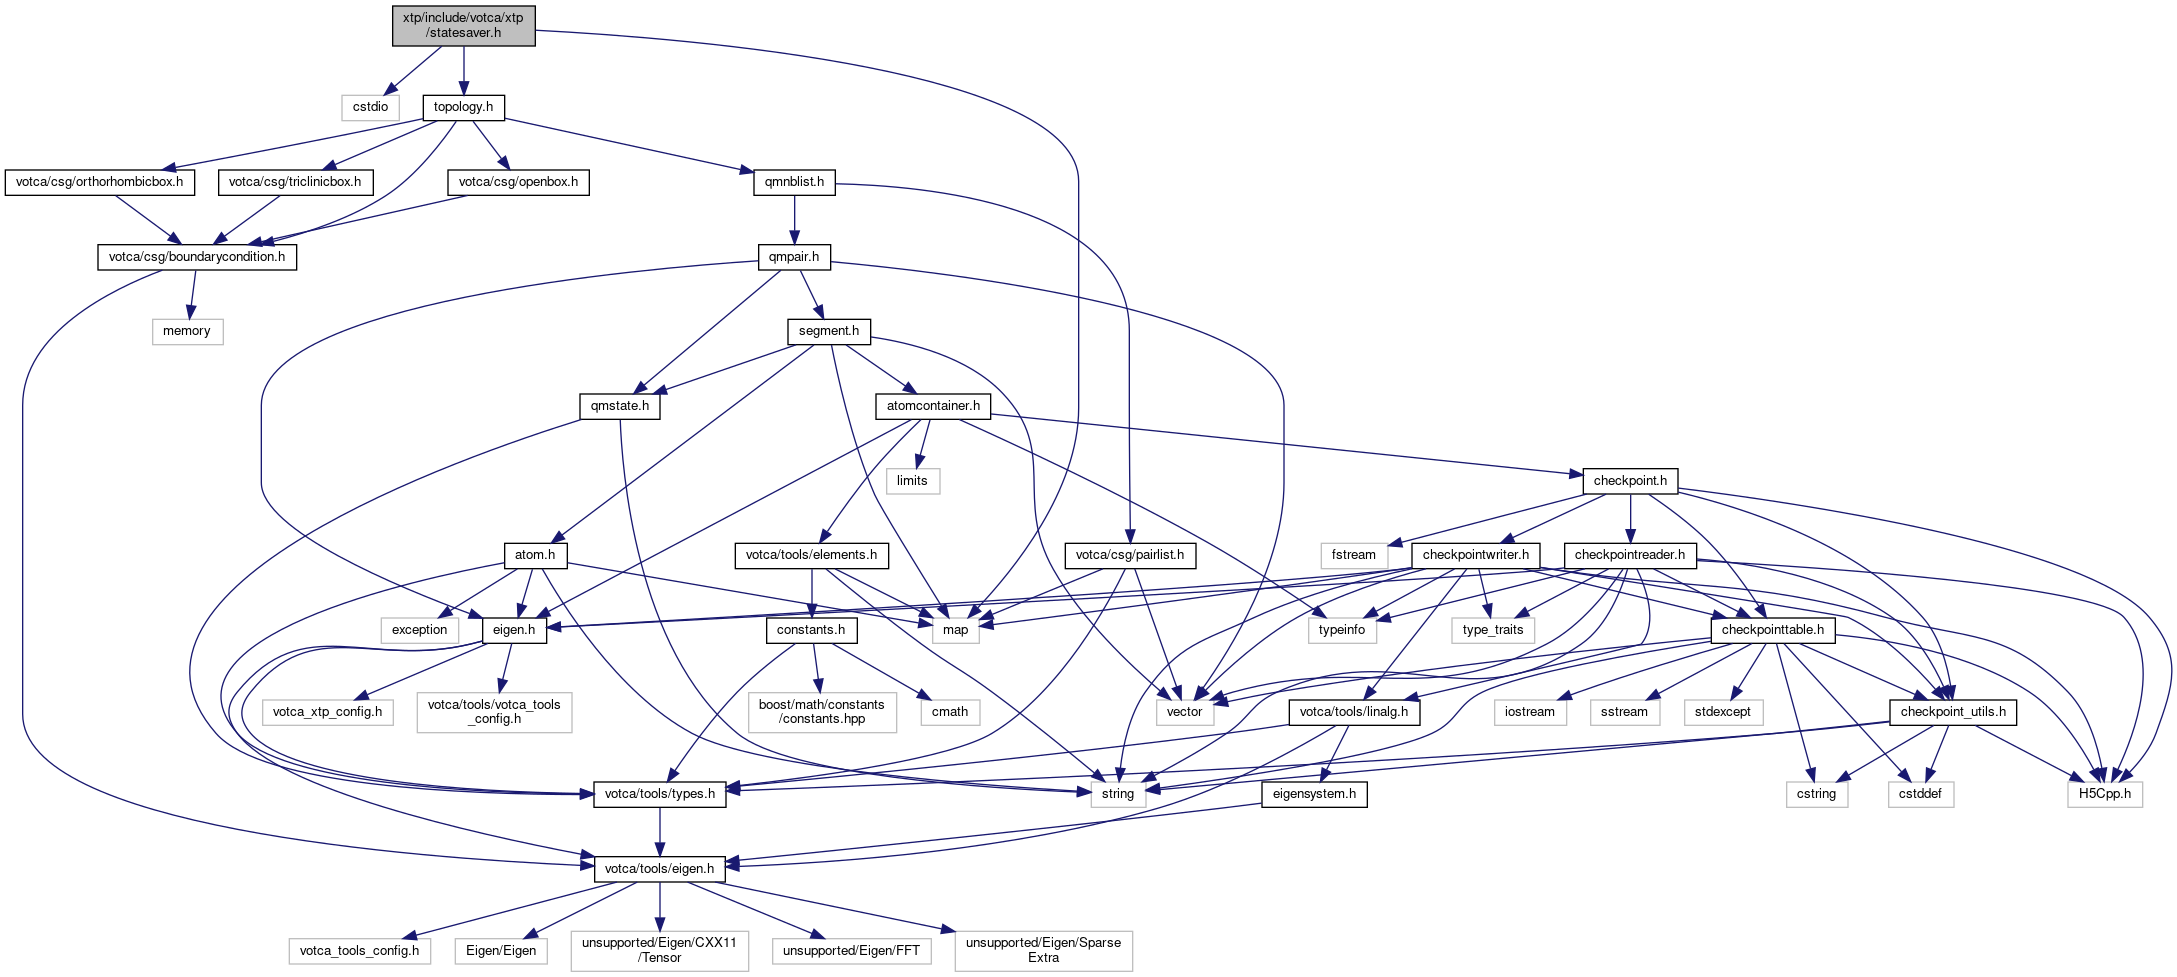 xtp/include/votca/xtp
/statesaver.h
cstdio
topology.h
votca/csg/orthorhombicbox.h
votca/csg/triclinicbox.h
votca/csg/openbox.h
qmnblist.h
votca/csg/boundarycondition.h
qmpair.h
memory
segment.h
qmstate.h
atomcontainer.h
limits
checkpoint.h
atom.h
votca/tools/elements.h
votca/csg/pairlist.h
fstream
checkpointwriter.h
checkpointreader.h
exception
eigen.h
constants.h
map
typeinfo
type_traits
checkpointtable.h
votca_xtp_config.h
votca/tools/votca_tools
_config.h
boost/math/constants
/constants.hpp
cmath
vector
votca/tools/linalg.h
iostream
sstream
stdexcept
checkpoint_utils.h
votca/tools/types.h
string
eigensystem.h
cstring
cstddef
H5Cpp.h
votca/tools/eigen.h
votca_tools_config.h
Eigen/Eigen
unsupported/Eigen/CXX11
/Tensor
unsupported/Eigen/FFT
unsupported/Eigen/Sparse
Extra